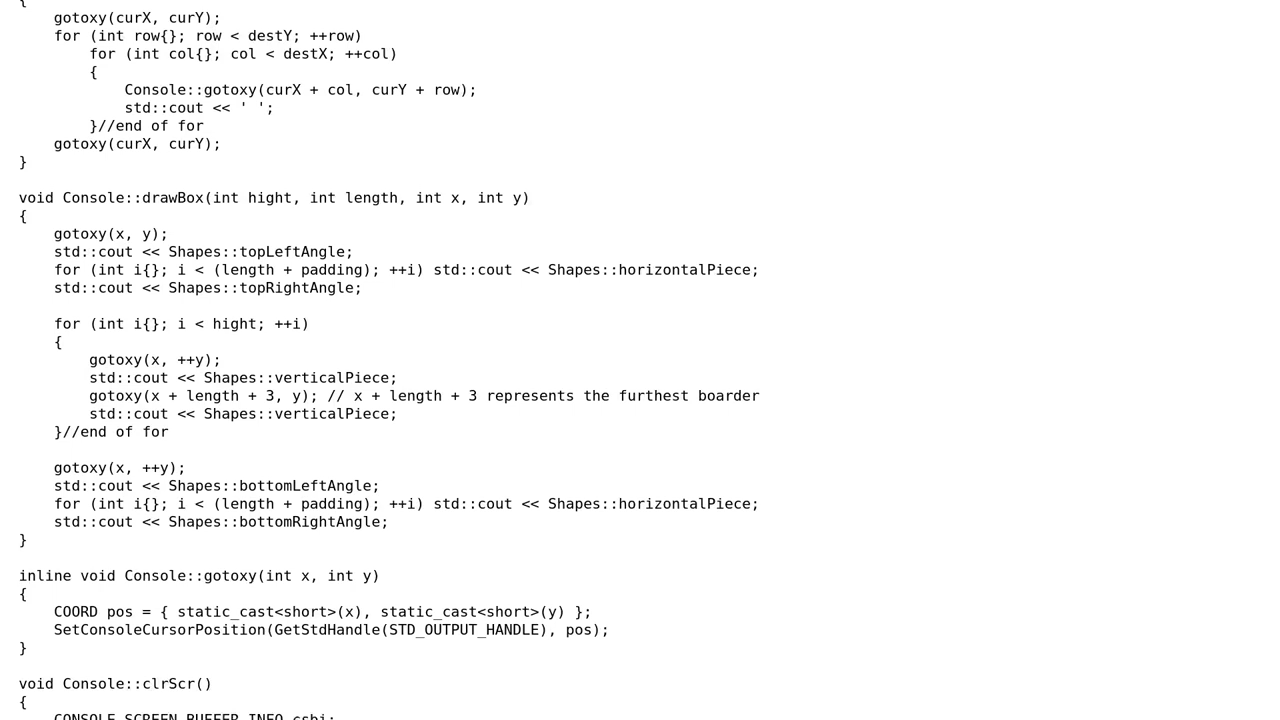 {
    gotoxy(curX, curY);
    for (int row{}; row < destY; ++row)
        for (int col{}; col < destX; ++col)
        {
            Console::gotoxy(curX + col, curY + row);
            std::cout << ' ';
        }//end of for
    gotoxy(curX, curY);
}

void Console::drawBox(int hight, int length, int x, int y)
{
    gotoxy(x, y);
    std::cout << Shapes::topLeftAngle;
    for (int i{}; i < (length + padding); ++i) std::cout << Shapes::horizontalPiece;
    std::cout << Shapes::topRightAngle;

    for (int i{}; i < hight; ++i)
    {
        gotoxy(x, ++y);
        std::cout << Shapes::verticalPiece;
        gotoxy(x + length + 3, y); // x + length + 3 represents the furthest boarder
        std::cout << Shapes::verticalPiece;
    }//end of for

    gotoxy(x, ++y);
    std::cout << Shapes::bottomLeftAngle;
    for (int i{}; i < (length + padding); ++i) std::cout << Shapes::horizontalPiece;
    std::cout << Shapes::bottomRightAngle;
}

inline void Console::gotoxy(int x, int y)
{
    COORD pos = { static_cast<short>(x), static_cast<short>(y) };
    SetConsoleCursorPosition(GetStdHandle(STD_OUTPUT_HANDLE), pos);
}

void Console::clrScr()
{
    CONSOLE_SCREEN_BUFFER_INFO csbi;